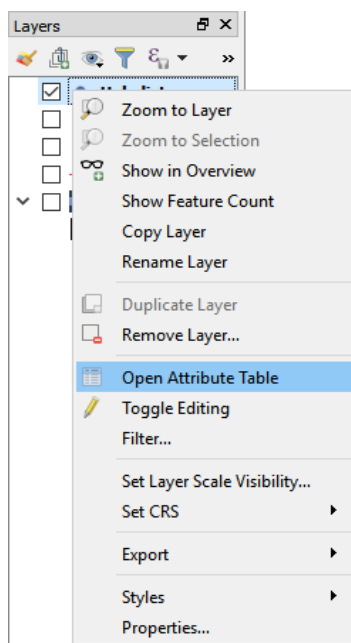 Layers
Zoom to Layer
Zoom to Selection
Show in Overview
Show Feature Count
Copy Layer
Rename Layer
Duplicate Layer
Remove Layer...
Open Attribute Table
Toggle Editing
Filter...
Set Layer Scale Visibility...
Set CRS
Export
Styles
Properties...